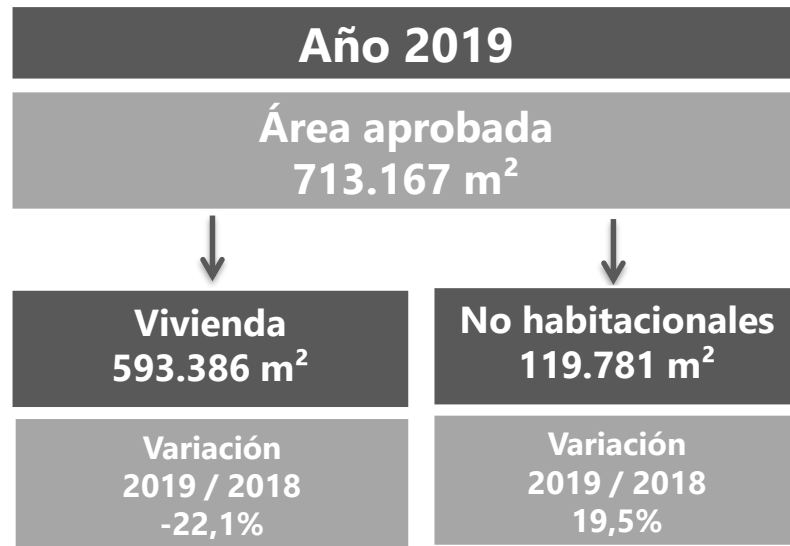 Año 2019
Área aprobada
713.167 m²
Vivienda
593.386 m²
No habitacionales
119.781 m²
Variación
2019 / 2018
-22,1%
Variación
2019 / 2018
19,5%